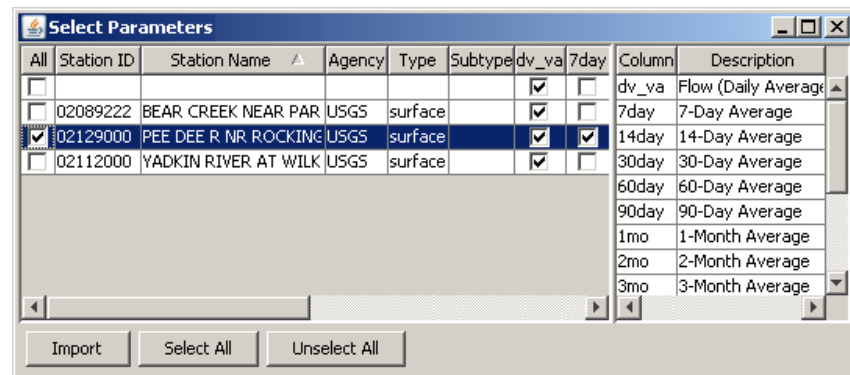 Select Parameters
All Station ID Station Name Agency Type Subtype dv_va 7day Column Description
dv_va Flow (Daily Average
02089222 BEAR CREEK NEAR PAR USGS surface 7day 7-Day Average
02129000 PEE DEE R NR ROCKING USGS surface 14day 14-Day Average
02112000 YADKIN RIVER AT WILK USGS surface 30day 30-Day Average
60day 60-Day Average
90day 90-Day Average
1mo 1-Month Average
2mo 2-Month Average
3mo 3-Month Average
Import Select All Unselect All